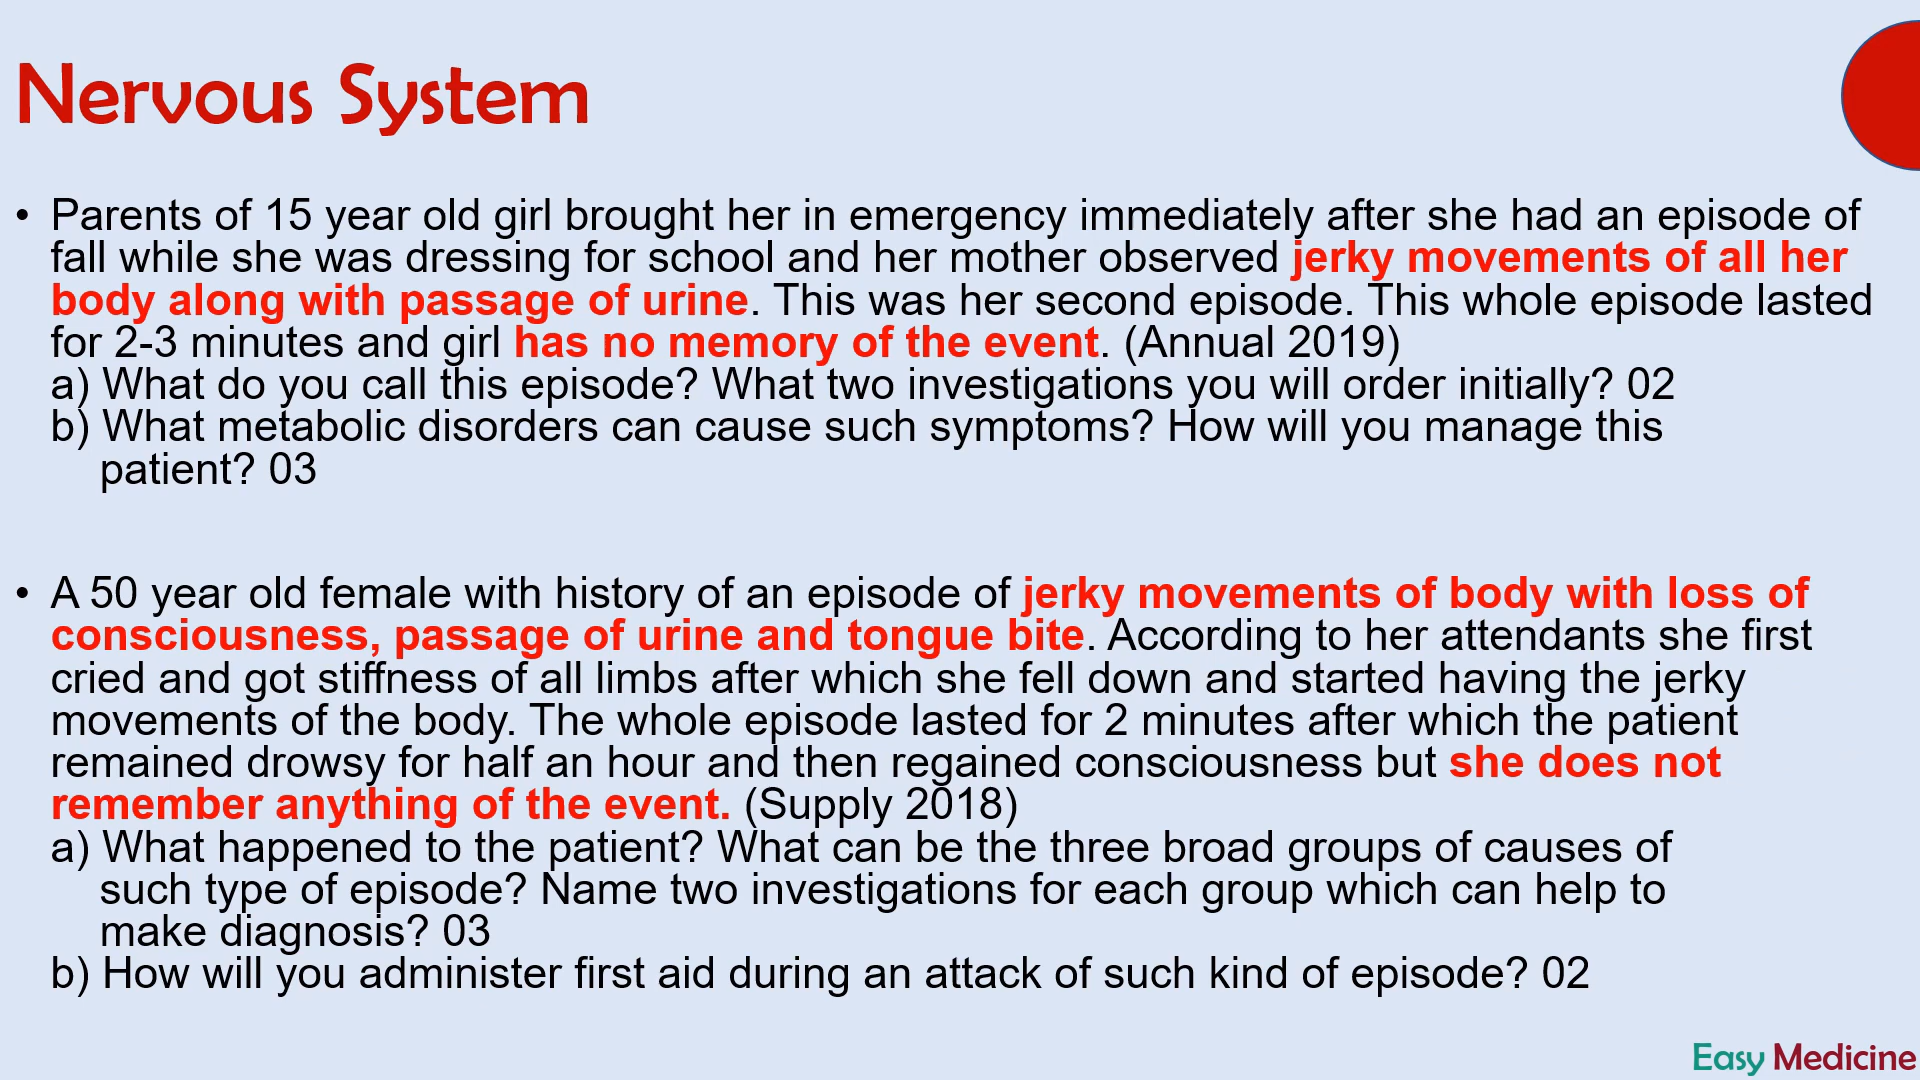 Nervous System
• Parents of 15 year old girl brought her in emergency immediately after she had an episode of
fall while she was dressing for school and her mother observed jerky movements of all her
body along with passage of urine. This was her second episode. This whole episode lasted
for 2-3 minutes and girl has no memory of the event. (Annual 2019)
a) What do you call this episode? What two investigations you will order initially? 02
b) What metabolic disorders can cause such symptoms? How will you manage this
patient? 03
• A 50 year old female with history of an episode of jerky movements of body with loss of
consciousness, passage of urine and tongue bite. According to her attendants she first
cried and got stiffness of all limbs after which she fell down and started having the jerky
movements of the body. The whole episode lasted for 2 minutes after which the patient
remained drowsy for half an hour and then regained consciousness but she does not
remember anything of the event. (Supply 2018)
a) What happened to the patient? What can be the three broad groups of causes of
such type of episode? Name two investigations for each group which can help to
make diagnosis? 03
b) How will you administer first aid during an attack of such kind of episode? 02
Easy Medicine